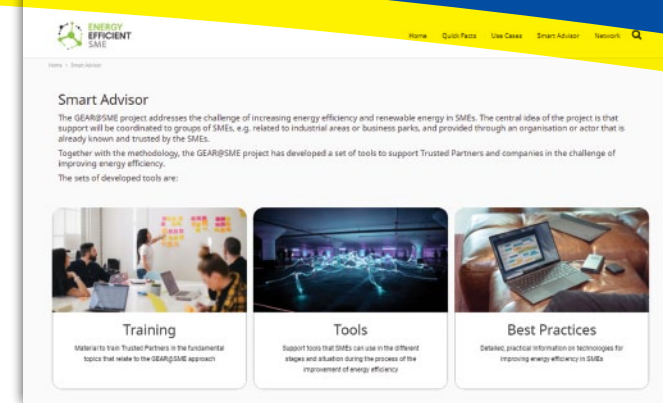 ENERGY
EFFICIENT
SME
Home Quick Facts Use Cases Smart Advisor Network
Home > Smart Advisor
Smart Advisor
The GEAR@SME project addresses the challenge of increasing energy efficiency and renewable energy in SMEs. The central idea of the project is that
support will be coordinated to groups of SMEs, e.g. related to industrial areas or business parks, and provided through an organisation or actor that is
already known and trusted by the SMEs.
Together with the methodology, the GEAR@SME project has developed a set of tools to support Trusted Partners and companies in the challenge of
improving energy efficiency.
The sets of developed tools are:
Training
Material to train Trusted Partners in the fundamental
topics that relate to the GEAR@SME approach
Tools
Support tools that SMEs can use in the different
stages and situation during the process of the
improvement of energy efficiency
Best Practices
Detailed, practical information on technologies for
improving energy efficiency in SMEs